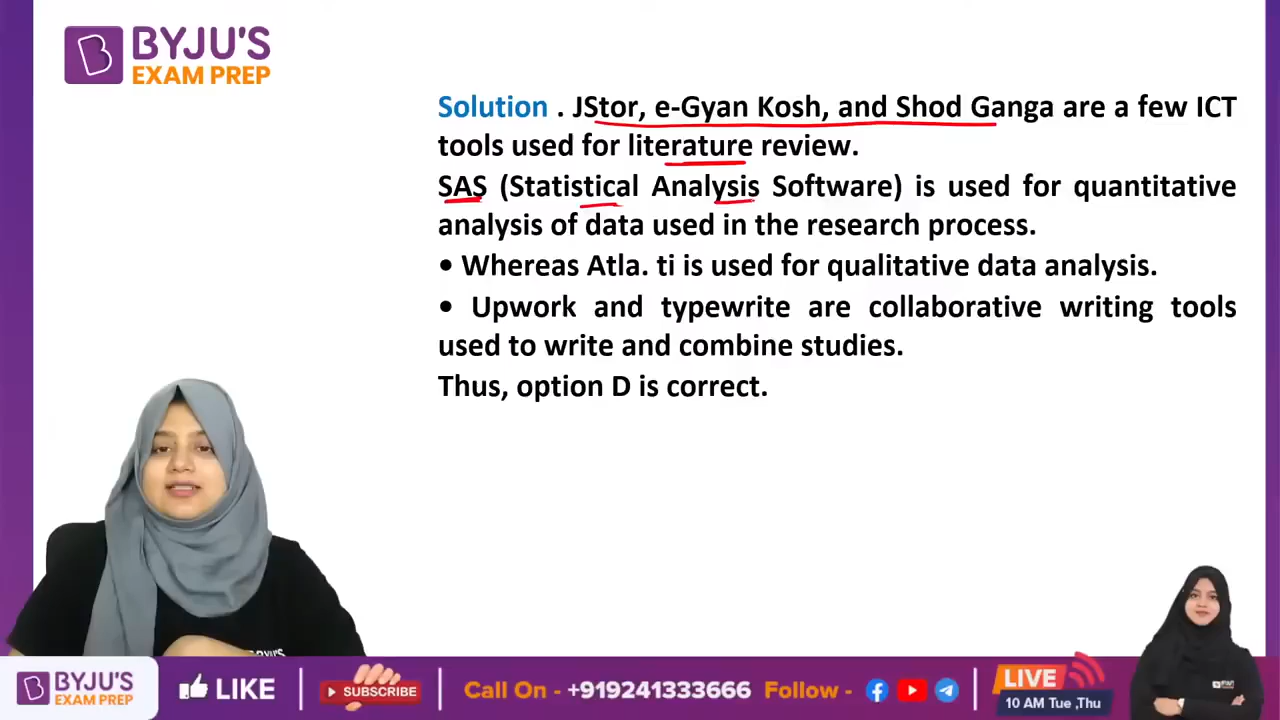 BYJU'S
EXAM PREP
Solution . JStor, e-Gyan Kosh, and Shod Ganga are a few ICT
tools used for literature review.
SAS (Statistical Analysis Software) is used for quantitative
analysis of data used in the research process.
• Whereas Atla. ti is used for qualitative data analysis.
• Upwork and typewrite are collaborative writing tools
used to write and combine studies.
Thus, option D is correct.
BYJU'S
EXAM PREP
LIKE
SUBSCRIBE
Call On - +919241333666 Follow -
LIVE
10 AM Tue ,Thu